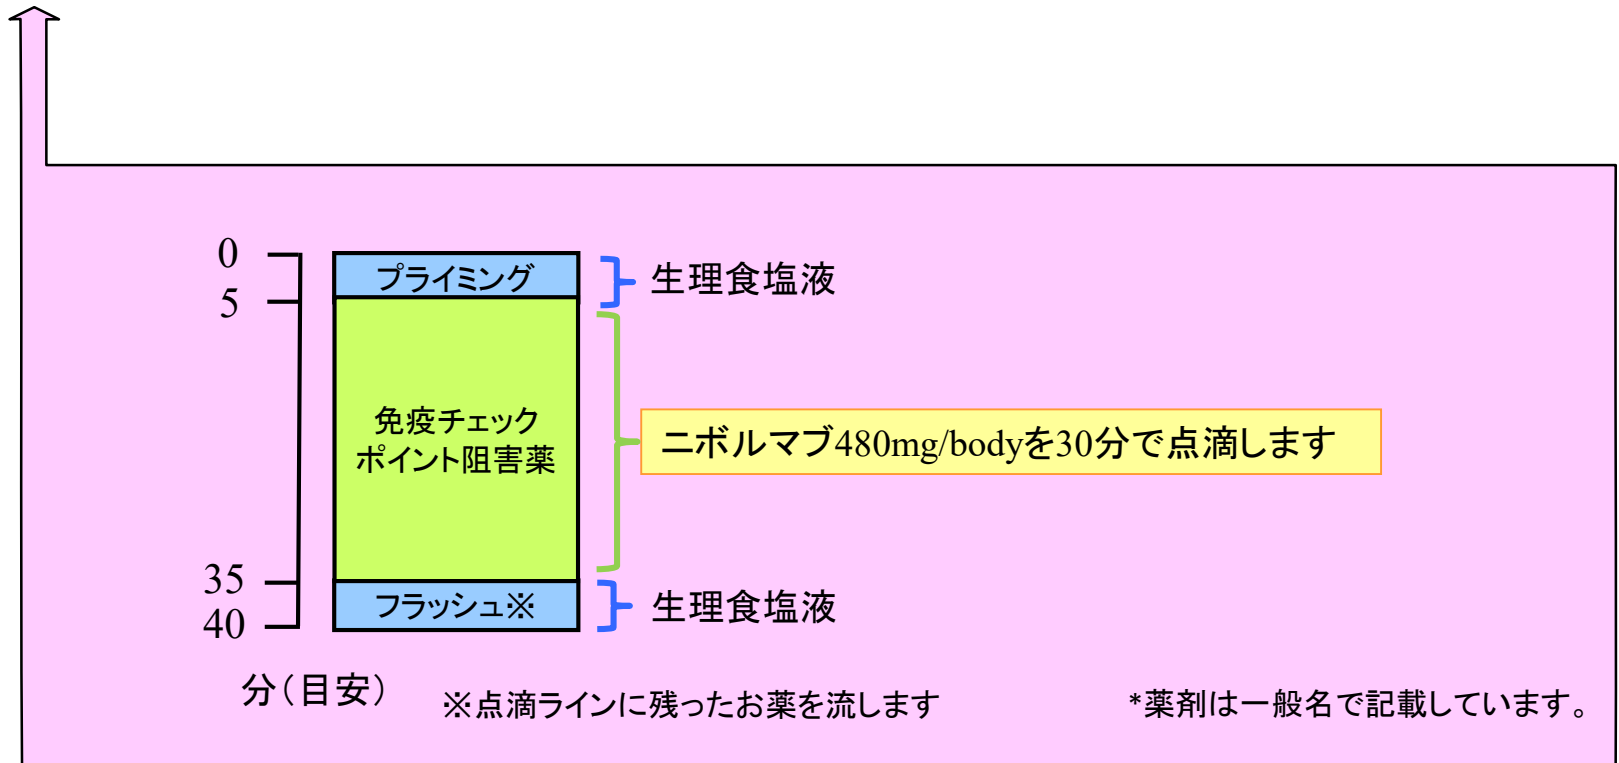 0
プライミング
生理食塩液
5
免疫チェック
ポイント阻害薬
ニボルマブ480mg/bodyを30分で点滴します
35
フラッシュ※
生理食塩液
40
分（目安）
※点滴ラインに残ったお薬を流します
*薬剤は一般名で記載しています。